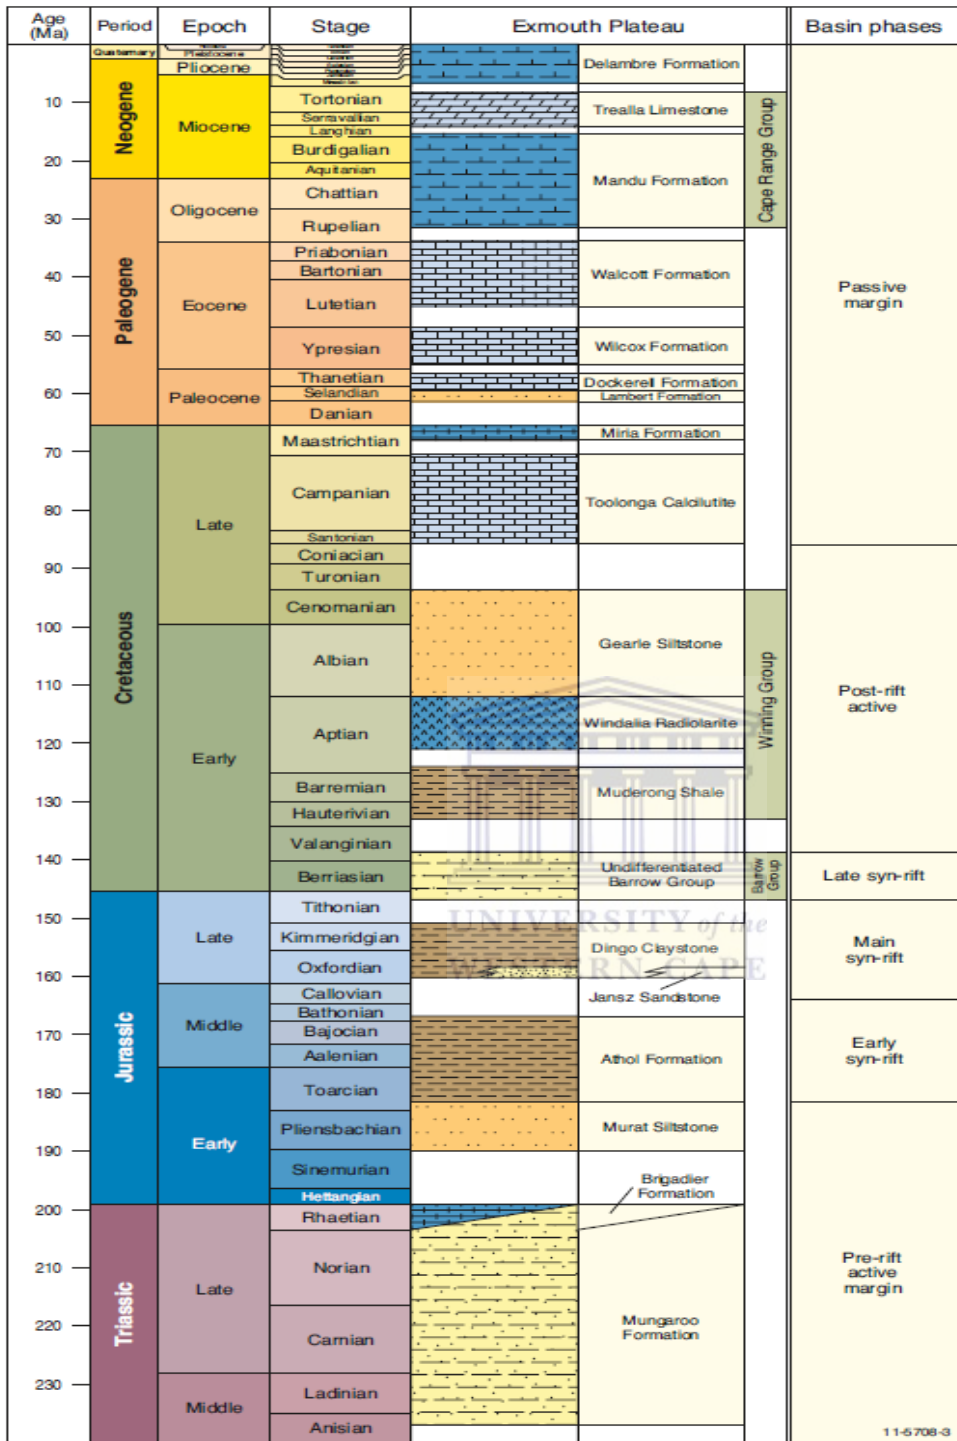 Age
(Ma)
Period
Epoch
Stage
Exmouth Plateau
Basin phases
10
20
30
40
50
60
70
80
90
100
110
120
130
140
150
160
170
180
190
200
210
220
230
Quaternary
Neogene
Paleogene
Cretaceous
Jurassic
Triassic
Pleistocene
Pliocene
Miocene
Oligocene
Eocene
Paleocene
Late
Early
Late
Middle
Early
Late
Middle
Tortonian
Serravallian
Langhian
Burdigalian
Aquitanian
Chattian
Rupelian
Priabonian
Bartonian
Lutetian
Ypresian
Thanetian
Selandian
Danian
Maastrichtian
Campanian
Santonian
Coniacian
Turonian
Cenomanian
Albian
Aptian
Barremian
Hauterivian
Valanginian
Berriasian
Tithonian
Kimmeridgian
Oxfordian
Callovian
Bathonian
Bajocian
Aalenian
Toarcian
Pliensbachian
Sinemurian
Hettangian
Rhaetian
Norian
Carnian
Ladinian
Anisian
Delambre Formation
Trealla Limestone
Mandu Formation
Walcott Formation
Wilcox Formation
Dockerell Formation
Lambert Formation
Miria Formation
Toolonga Calcilutite
Gearle Siltstone
Windalia Radiolarite
Muderong Shale
Undifferentiated
Barrow Group
Dingo Claystone
Jansz Sandstone
Athol Formation
Murat Siltstone
Brigadier
Formation
Mungaroo
Formation
Cape Range Group
Winning Group
Barrow
Group
Passive
margin
Post-rift
active
Late syn-rift
Main
syn-rift
Early
syn-rift
Pre-rift
active
margin
UNIVERSITY of the
WESTERN CAPE
11-5708-3